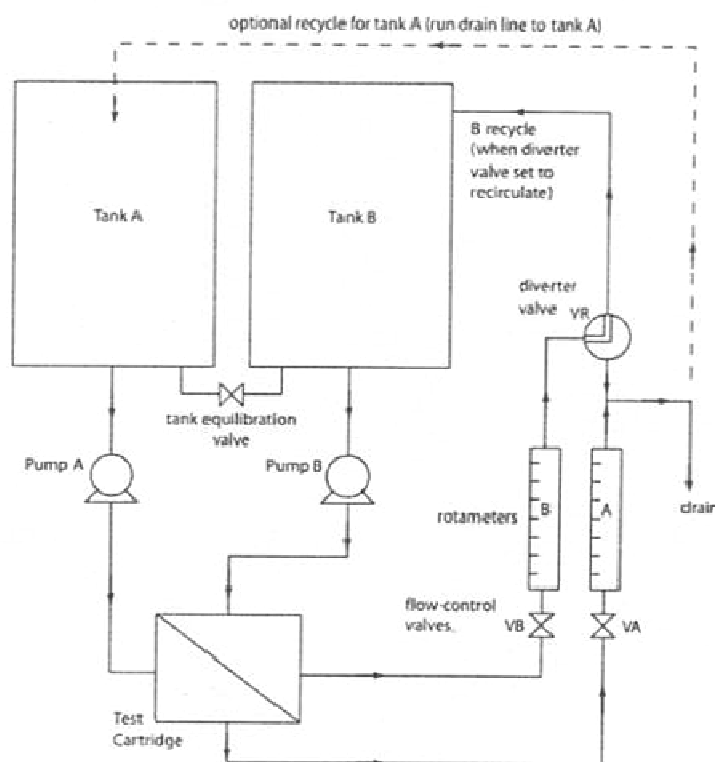 optional recycle for tank A (run drain line to tank A)
Tank A
Tank B
B recycle
(when diverter
valve set to
recirculate)
diverter
valve
VR
tank equilibration
valve
Pump A
Pump B
rotameters
B
A
drain
flow-control
valves.
VB
VA
Test
Cartridge